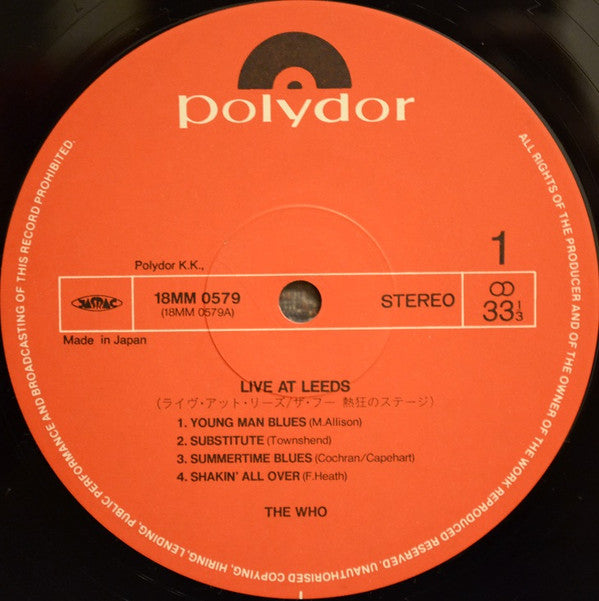 polydor
ALL RIGHTS OF THE PRODUCER AND OF THE OWNER OF THE WORK REPRODUCED RESERVED. UNAUTHORISED COPYING, HIRING, LENDING, PUBLIC PERFORMANCE AND BROADCASTING OF THIS RECORD PROHIBITED.
1
Polydor K.K.,
JASRAC
18MM 0579
(18MM 0579A)
STEREO
33 1/3
Made in Japan
LIVE AT LEEDS
(ライヴ・アット・リーズ/ザ・フー 熱狂のステージ)
1. YOUNG MAN BLUES (M.Allison)
2. SUBSTITUTE (Townshend)
3. SUMMERTIME BLUES (Cochran/Capehart)
4. SHAKIN' ALL OVER (F.Heath)
THE WHO